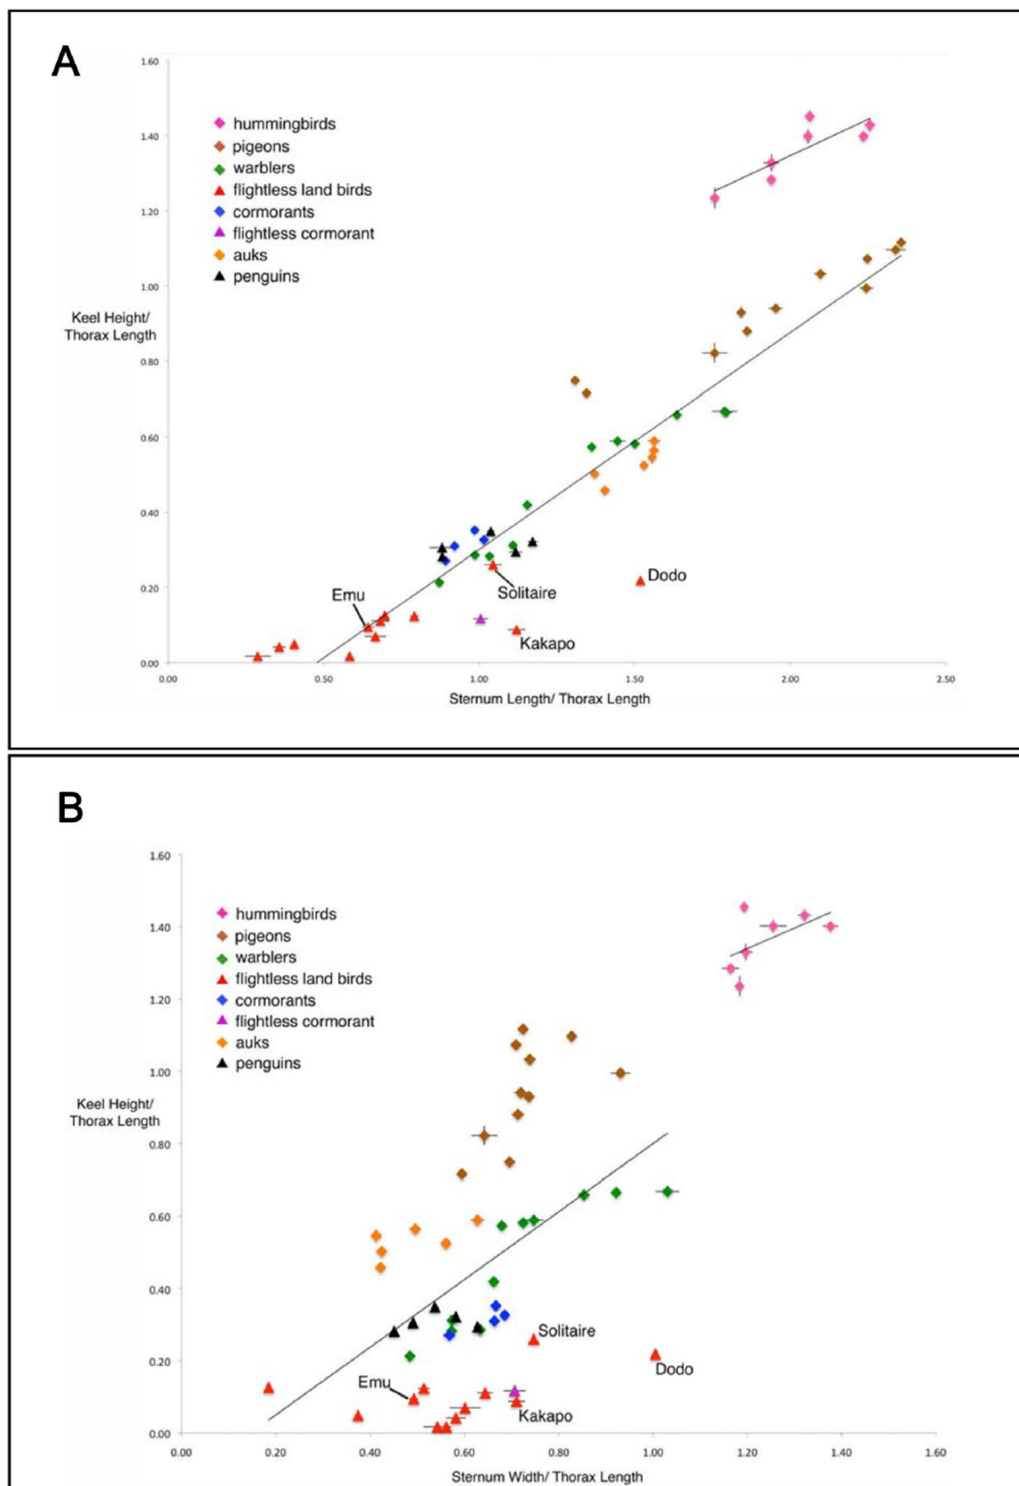 A
1.60
1.40
1.20
1.00
0.80
0.60
0.40
0.20
0.00
Keel Height/
Thorax Length
hummingbirds
pigeons
warblers
flightless land birds
cormorants
flightless cormorant
auks
penguins
Emu
Solitaire
Dodo
Kakapo
0.00 0.50 1.00 1.50 2.00 2.50
Sternum Length/ Thorax Length
B
1.60
1.40
1.20
1.00
0.80
0.60
0.40
0.20
0.00
Keel Height/
Thorax Length
hummingbirds
pigeons
warblers
flightless land birds
cormorants
flightless cormorant
auks
penguins
Solitaire
Dodo
Emu
Kakapo
0.00 0.20 0.40 0.60 0.80 1.00 1.20 1.40 1.60
Sternum Width/ Thorax Length